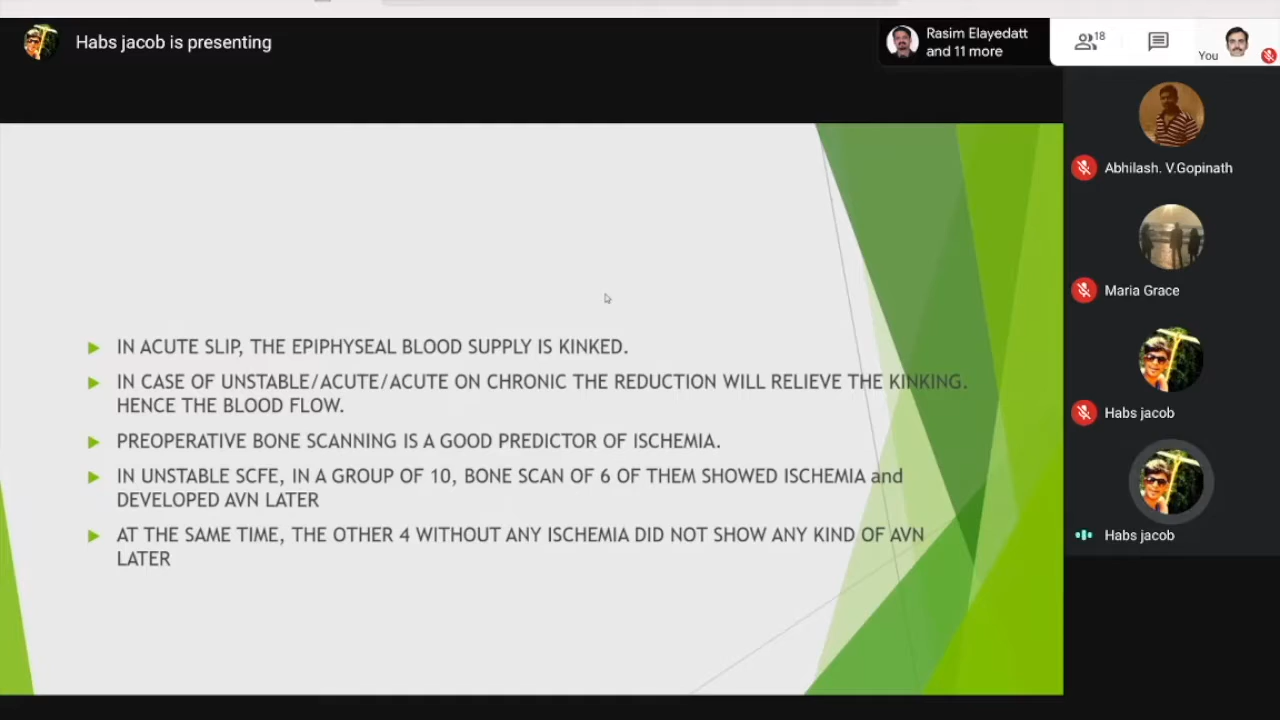 Habs jacob is presenting
Rasim Elayedatt
and 11 more
18
You
IN ACUTE SLIP, THE EPIPHYSEAL BLOOD SUPPLY IS KINKED.
IN CASE OF UNSTABLE/ACUTE/ACUTE ON CHRONIC THE REDUCTION WILL RELIEVE THE KINKING.
HENCE THE BLOOD FLOW.
PREOPERATIVE BONE SCANNING IS A GOOD PREDICTOR OF ISCHEMIA.
IN UNSTABLE SCFE, IN A GROUP OF 10, BONE SCAN OF 6 OF THEM SHOWED ISCHEMIA and
DEVELOPED AVN LATER
AT THE SAME TIME, THE OTHER 4 WITHOUT ANY ISCHEMIA DID NOT SHOW ANY KIND OF AVN
LATER
Abhilash. V.Gopinath
Maria Grace
Habs jacob
Habs jacob